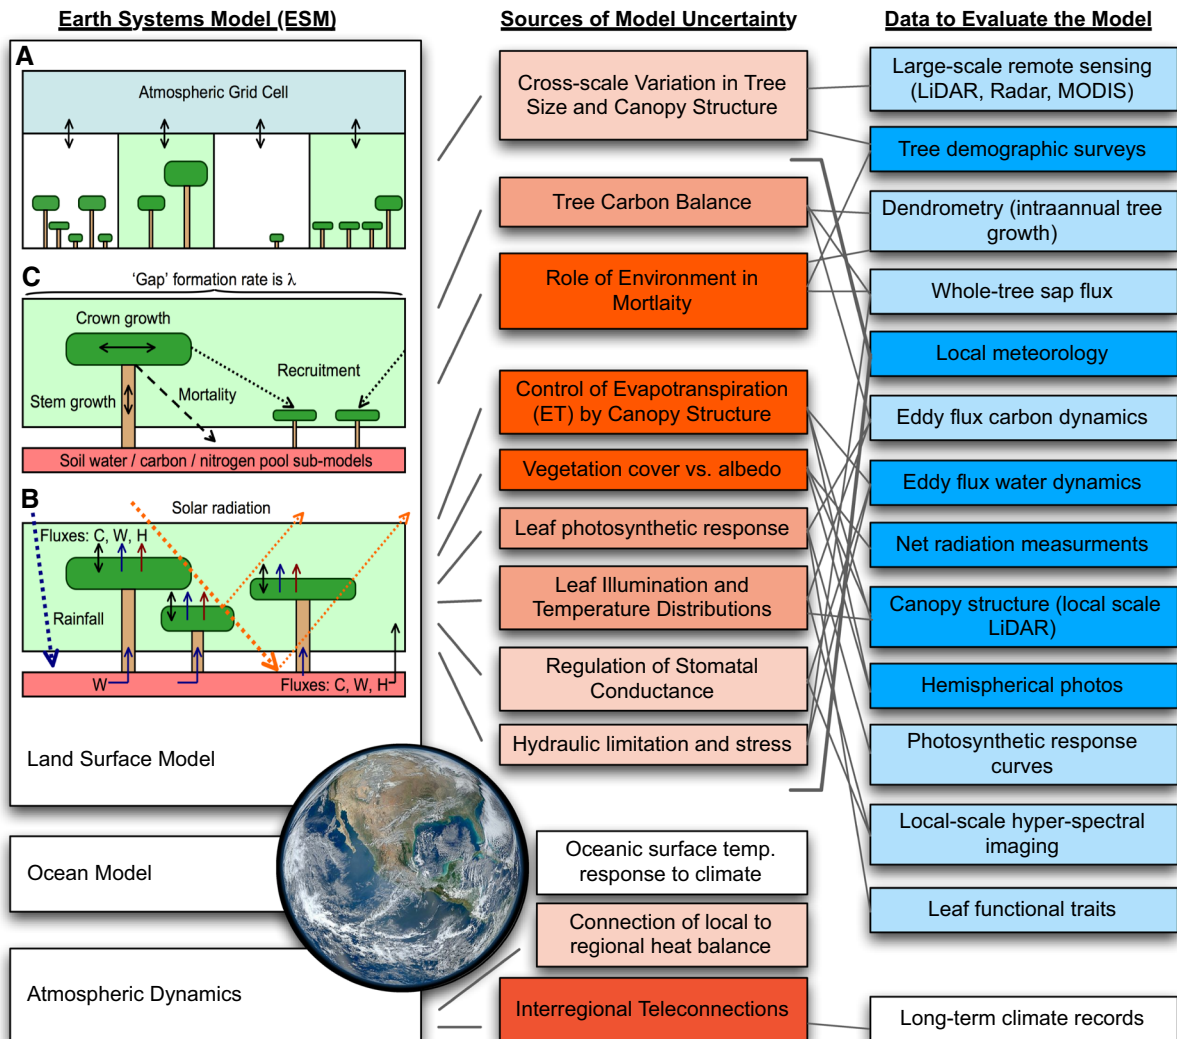 Earth Systems Model (ESM)
Sources of Model Uncertainty
Data to Evaluate the Model
A
Atmospheric Grid Cell
C
‘Gap’ formation rate is λ
Crown growth
Recruitment
Stem growth
Mortality
Soil water / carbon / nitrogen pool sub-models
B
Solar radiation
Fluxes: C, W, H
Rainfall
W
Fluxes: C, W, H
Land Surface Model
Ocean Model
Atmospheric Dynamics
Cross-scale Variation in Tree
Size and Canopy Structure
Tree Carbon Balance
Role of Environment in
Mortlaity
Control of Evapotranspiration
(ET) by Canopy Structure
Vegetation cover vs. albedo
Leaf photosynthetic response
Leaf Illumination and
Temperature Distributions
Regulation of Stomatal
Conductance
Hydraulic limitation and stress
Oceanic surface temp.
response to climate
Connection of local to
regional heat balance
Interregional Teleconnections
Large-scale remote sensing
(LiDAR, Radar, MODIS)
Tree demographic surveys
Dendrometry (intraannual tree
growth)
Whole-tree sap flux
Local meteorology
Eddy flux carbon dynamics
Eddy flux water dynamics
Net radiation measurments
Canopy structure (local scale
LiDAR)
Hemispherical photos
Photosynthetic response
curves
Local-scale hyper-spectral
imaging
Leaf functional traits
Long-term climate records